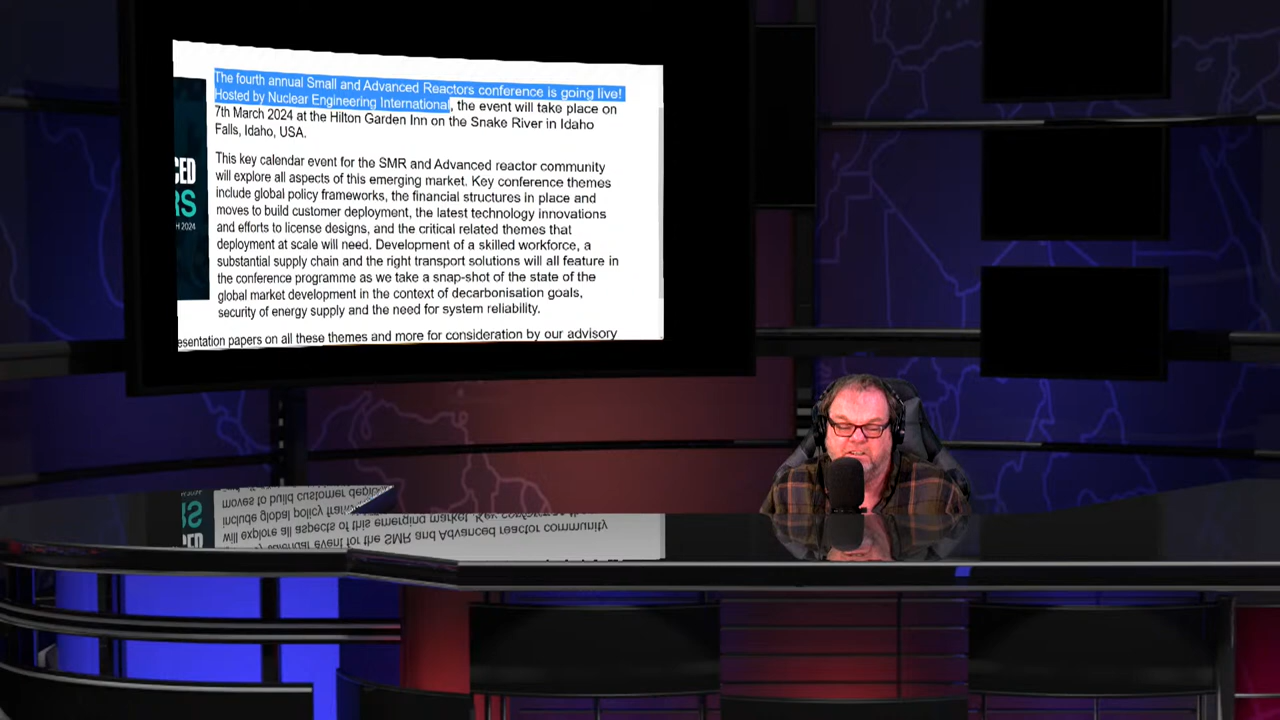 The fourth annual Small and Advanced Reactors conference is going live!
Hosted by Nuclear Engineering International, the event will take place on
7th March 2024 at the Hilton Garden Inn on the Snake River in Idaho
Falls, Idaho, USA.
This key calendar event for the SMR and Advanced reactor community
will explore all aspects of this emerging market. Key conference themes
include global policy frameworks, the financial structures in place and
moves to build customer deployment, the latest technology innovations
and efforts to license designs, and the critical related themes that
deployment at scale will need. Development of a skilled workforce, a
substantial supply chain and the right transport solutions will all feature in
the conference programme as we take a snap-shot of the state of the
global market development in the context of decarbonisation goals,
security of energy supply and the need for system reliability.
esentation papers on all these themes and more for consideration by our advisory
CED
RS
H 2024